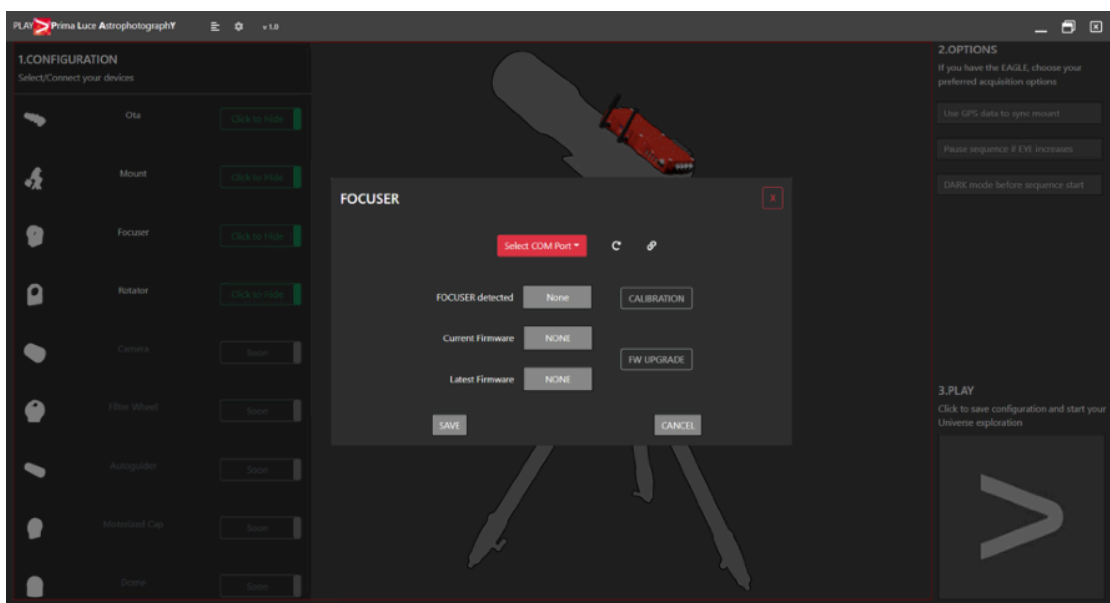 PLAY Prima Luce AstrophotographY
v 1.0
1.CONFIGURATION
Select/Connect your devices
Ota
Click to Hide
Mount
Click to Hide
Focuser
Click to Hide
Rotator
Click to Hide
Camera
Soon
Filter Wheel
Soon
Autoguider
Soon
Motorized Cap
Soon
Dome
Soon
FOCUSER
X
Select COM Port
FOCUSER detected
None
CALIBRATION
Current Firmware
NONE
FW UPGRADE
Latest Firmware
NONE
SAVE
CANCEL
2.OPTIONS
If you have the EAGLE, choose your
preferred acquisition options
Use GPS data to sync mount
Pause sequence if EYE increases
DARK mode before sequence start
3.PLAY
Click to save configuration and start your
Universe exploration